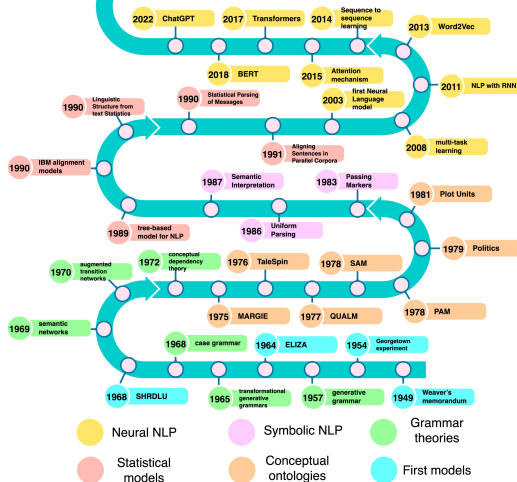 2022 ChatGPT
2017 Transformers
2014 Sequence to
sequence
learning
2013 Word2Vec
2018 BERT
2015 Attention
mechanism
2011 NLP with RNN
2003 first Neural
Language
model
2008 multi-task
learning
1990 Linguistic
Structure from
text Statistics
1990 Statistical Parsing
of Messages
1991 Aligning
Sentences in
Parallel Corpora
1990 IBM alignment
models
1989 tree-based
model for NLP
1987 Semantic
Interpretation
1983 Passing
Markers
1986 Uniform
Parsing
1981 Plot Units
1979 Politics
1970 augmented
transition
networks
1972 conceptual
dependency
theory
1976 TaleSpin
1978 SAM
1975 MARGIE
1977 QUALM
1978 PAM
1969 semantic
networks
1968 case grammar
1964 ELIZA
1954 Georgetown
experiment
1968 SHRDLU
1965 transformational
generative
grammars
1957 generative
grammar
1949 Weaver's
memorandum
Neural NLP
Symbolic NLP
Grammar
theories
Statistical
models
Conceptual
ontologies
First models